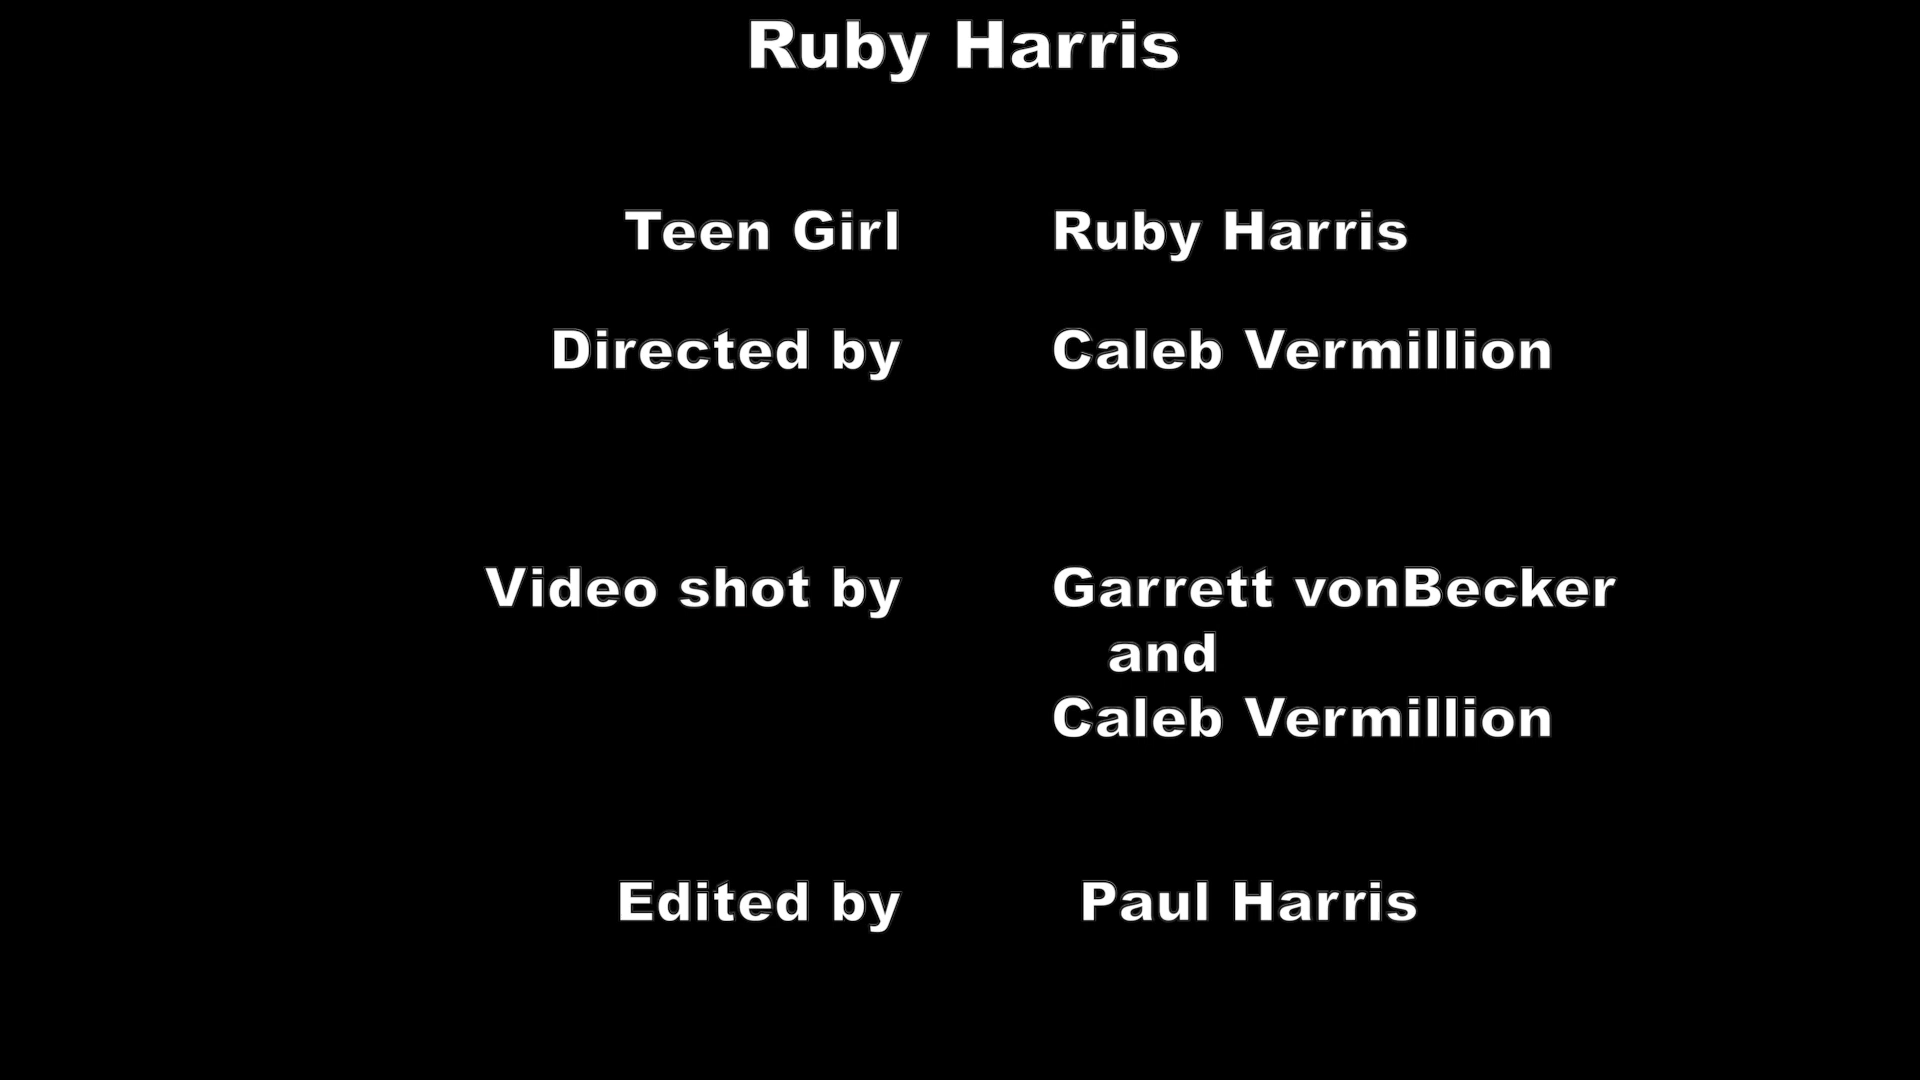 Ruby Harris
Teen Girl Ruby Harris
Directed by Caleb Vermillion
Video shot by Garrett vonBecker
and
Caleb Vermillion
Edited by Paul Harris